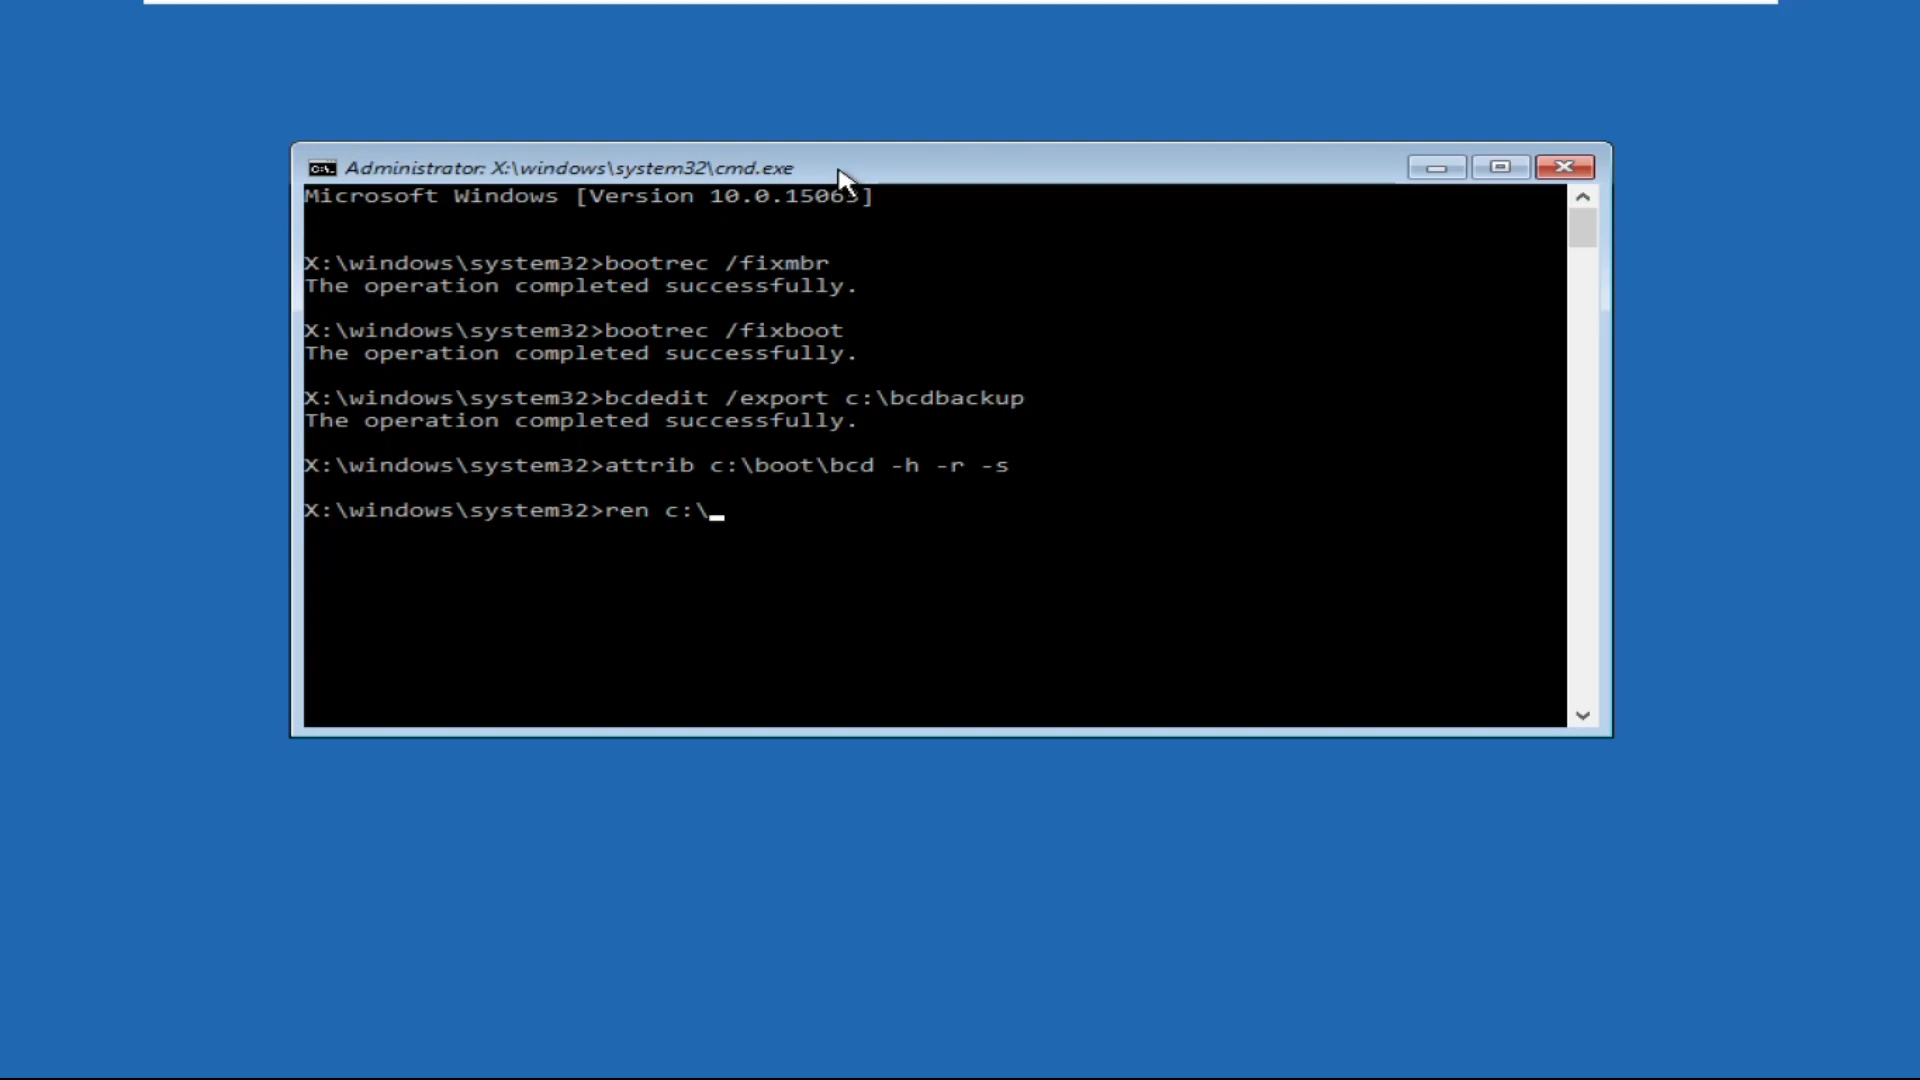 Administrator: X:\windows\system32\cmd.exe
Microsoft Windows [Version 10.0.15063]
X:\windows\system32>bootrec /fixmbr
The operation completed successfully.
X:\windows\system32>bootrec /fixboot
The operation completed successfully.
X:\windows\system32>bcdedit /export c:\bcdbackup
The operation completed successfully.
X:\windows\system32>attrib c:\boot\bcd -h -r -s
X:\windows\system32>ren c:\_